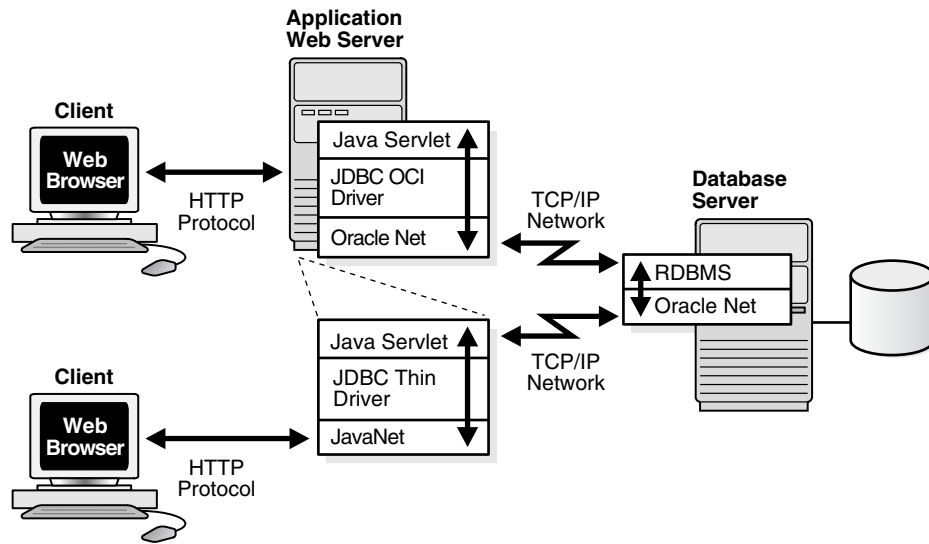 Application
Web Server
Client
Web
Browser
HTTP
Protocol
Java Servlet
JDBC OCI
Driver
Oracle Net
TCP/IP
Network
Database
Server
RDBMS
Oracle Net
Client
Web
Browser
HTTP
Protocol
Java Servlet
JDBC Thin
Driver
JavaNet
TCP/IP
Network